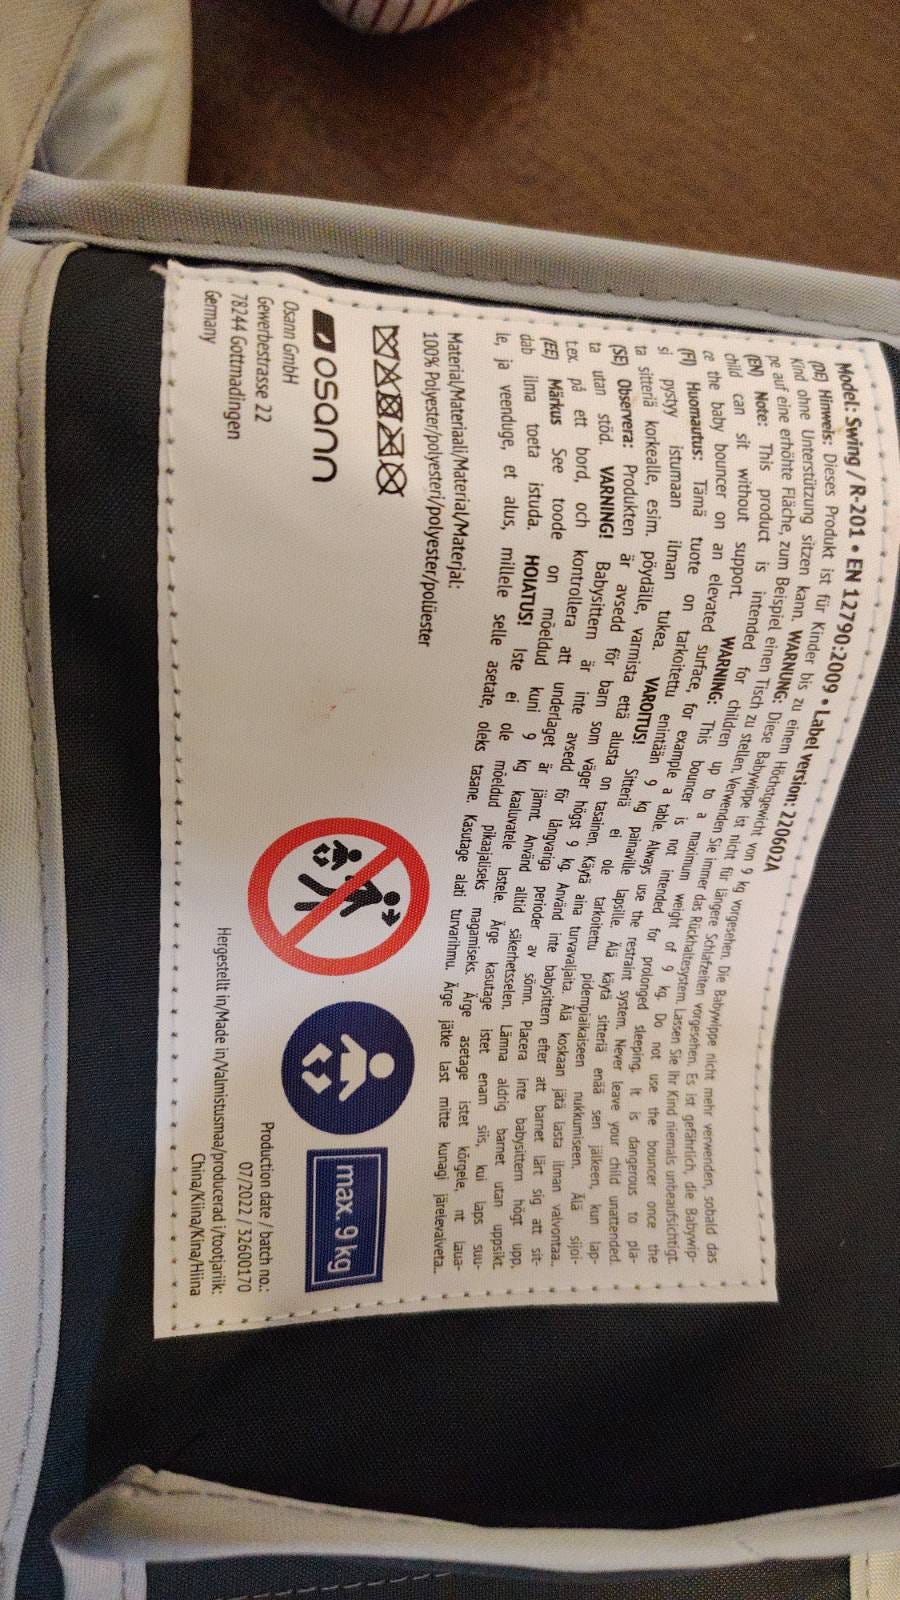 Model: Swing / R-201 • EN 12790:2009 • Label version: 220602A
(DE) Hinweis: Dieses Produkt ist für Kinder bis zu einem Höchstgewicht von 9 kg vorgesehen. Die Babywippe nicht mehr verwenden, sobald das
Kind ohne Unterstützung sitzen kann. WARNUNG: Diese Babywippe ist nicht für längere Schlafzeiten vorgesehen. Es ist gefährlich, die Babywip-
pe auf eine erhöhte Fläche, zum Beispiel einen Tisch zu stellen. Verwenden Sie immer das Rückhaltesystem. Lassen Sie Ihr Kind niemals unbeaufsichtigt.
(EN) Note: This product is intended for children up to a maximum weight of 9 kg. Do not use the bouncer once the
child can sit without support. WARNING: This bouncer is not intended for prolonged sleeping. It is dangerous to pla-
ce the baby bouncer on an elevated surface, for example a table. Always use the restraint system. Never leave your child unattended.
(FI) Huomautus: Tämä tuote on tarkoitettu enintään 9 kg painaville lapsille. Älä käytä sitteriä enää sen jälkeen, kun lap-
si pystyy istumaan ilman tukea. VAROITUS! Sitteriä ei ole tarkoitettu pidempiaikaiseen nukkumiseen. Älä sijoi-
ta sitteriä korkealle, esim. pöydälle, varmista että alusta on tasainen. Käytä aina turvavaljaita. Älä koskaan jätä lasta ilman valvontaa..
(SE) Observera: Produkten är avsedd för barn som väger högst 9 kg. Använd inte babysittern efter att barnet lärt sig att sit-
ta utan stöd. VARNING! Babysittern är inte avsedd för långvariga perioder av sömn. Placera inte babysittern högt upp,
t.ex. på ett bord, och kontrollera att underlaget är jämnt. Använd alltid säkerhetsselen. Lämna aldrig barnet utan uppsikt.
(EE) Märkus See toode on mõeldud kuni 9 kg kaaluvatele lastele. Ärge kasutage istet enam siis, kui laps suu-
dab ilma toeta istuda. HOIATUS! Iste ei ole mõeldud pikaajaliseks magamiseks. Ärge asetage istet kõrgele, nt laua-
le, ja veenduge, et alus, millele selle asetate, oleks tasane. Kasutage alati turvarihmu. Ärge jätke last mitte kunagi järelevalveta..
Material/Materiaali/Material/Materjal:
100% Polyester/polyesteri/polyester/polüester
osann
Osann GmbH
Gewerbestrasse 22
78244 Gottmadingen
Germany
max. 9 kg
Production date / batch no.:
07/2022 / 32600170
Hergestellt in/Made in/Valmistusmaa/producerad i/tootjariik:
China/Kiina/Kina/Hiina